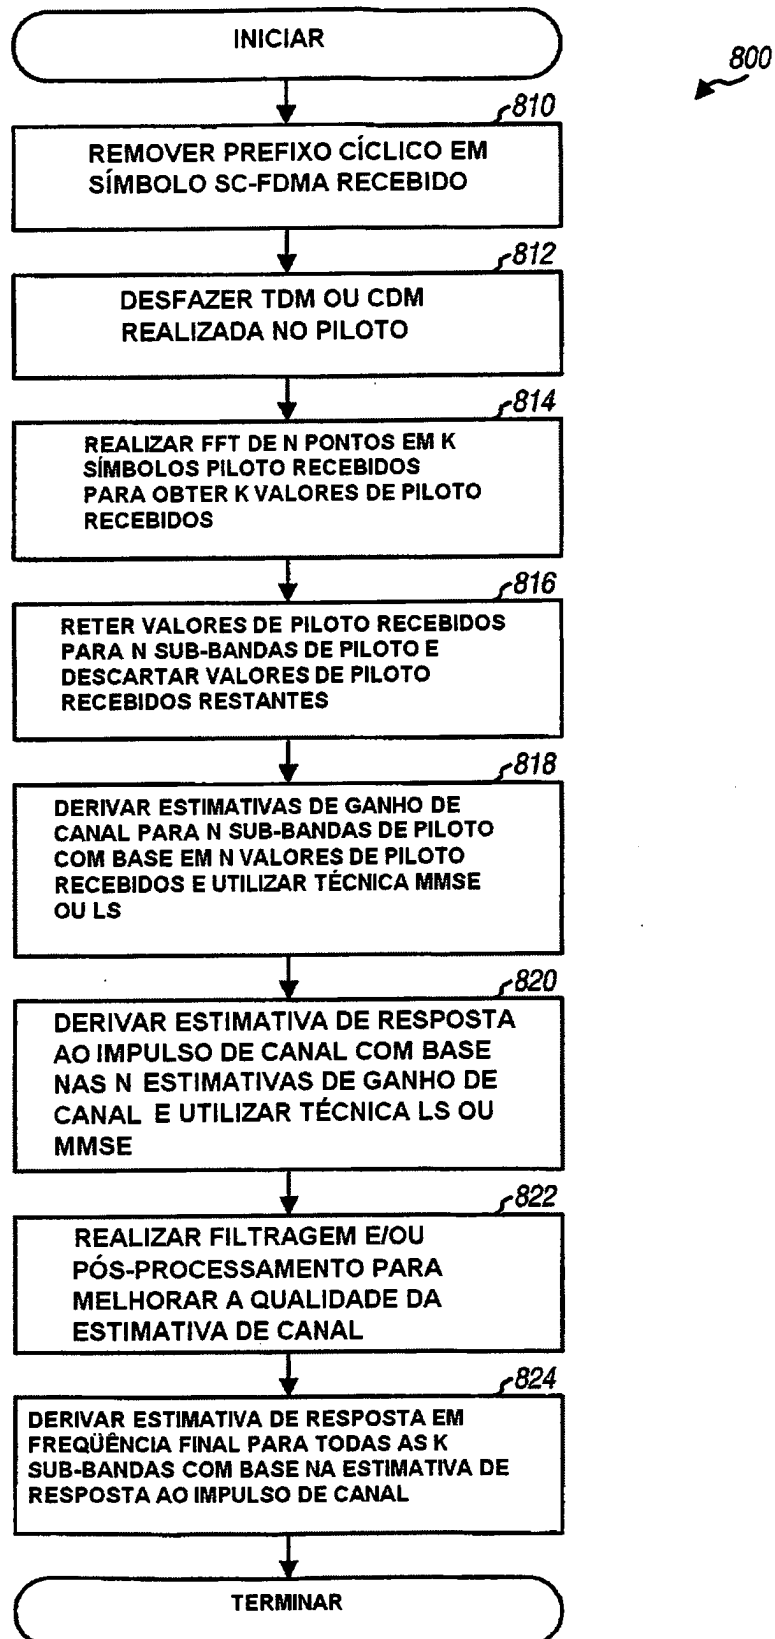 INICIAR
800
810
REMOVER PREFIXO CÍCLICO EM
SÍMBOLO SC-FDMA RECEBIDO
812
DESFAZER TDM OU CDM
REALIZADA NO PILOTO
814
REALIZAR FFT DE N PONTOS EM K
SÍMBOLOS PILOTO RECEBIDOS
PARA OBTER K VALORES DE PILOTO
RECEBIDOS
816
RETER VALORES DE PILOTO RECEBIDOS
PARA N SUB-BANDAS DE PILOTO E
DESCARTAR VALORES DE PILOTO
RECEBIDOS RESTANTES
818
DERIVAR ESTIMATIVAS DE GANHO DE
CANAL PARA N SUB-BANDAS DE PILOTO
COM BASE EM N VALORES DE PILOTO
RECEBIDOS E UTILIZAR TÉCNICA MMSE
OU LS
820
DERIVAR ESTIMATIVA DE RESPOSTA
AO IMPULSO DE CANAL COM BASE
NAS N ESTIMATIVAS DE GANHO DE
CANAL E UTILIZAR TÉCNICA LS OU
MMSE
822
REALIZAR FILTRAGEM E/OU
PÓS-PROCESSAMENTO PARA
MELHORAR A QUALIDADE DA
ESTIMATIVA DE CANAL
824
DERIVAR ESTIMATIVA DE RESPOSTA EM
FREQÜÊNCIA FINAL PARA TODAS AS K
SUB-BANDAS COM BASE NA ESTIMATIVA DE
RESPOSTA AO IMPULSO DE CANAL
TERMINAR